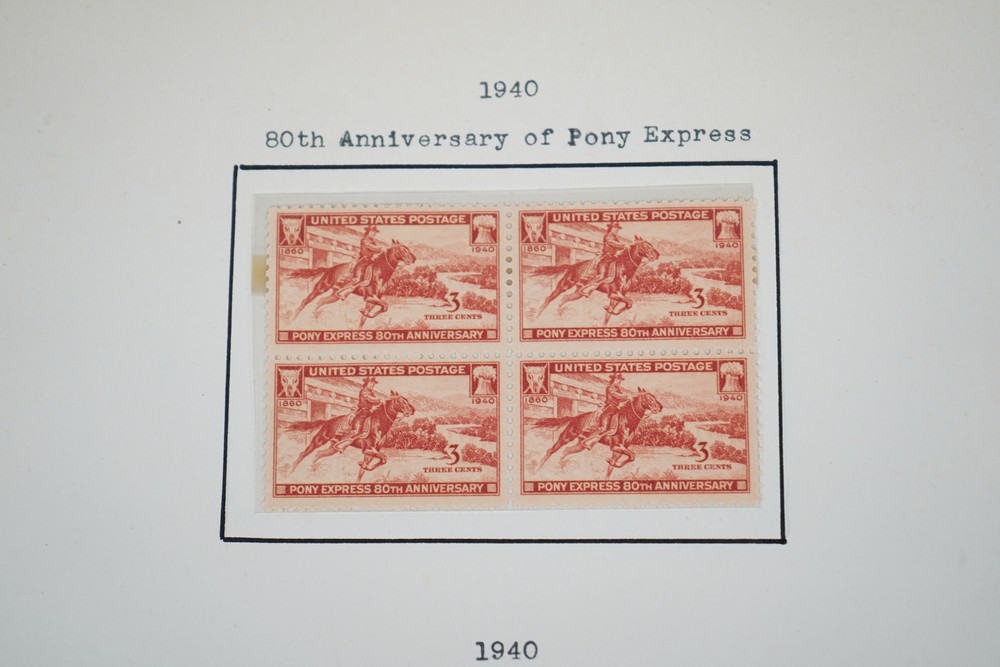 1940
80th Anniversary of Pony Express
UNITED STATES POSTAGE
1860 1940
3
THREE CENTS
PONY EXPRESS 80TH ANNIVERSARY
UNITED STATES POSTAGE
1860 1940
3
THREE CENTS
PONY EXPRESS 80TH ANNIVERSARY
UNITED STATES POSTAGE
1860 1940
3
THREE CENTS
PONY EXPRESS 80TH ANNIVERSARY
UNITED STATES POSTAGE
1860 1940
3
THREE CENTS
PONY EXPRESS 80TH ANNIVERSARY
1940